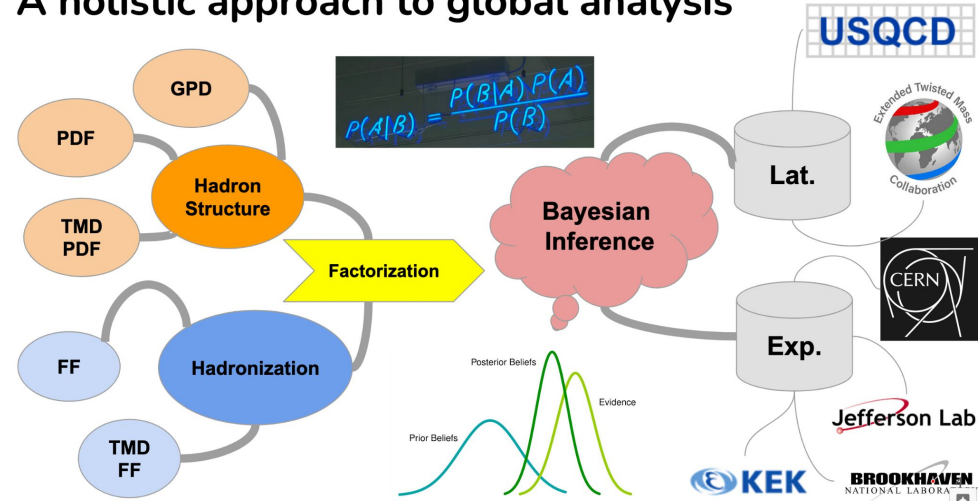 A holistic approach to global analysis
USQCD
GPD
P(A|B) = P(B|A) P(A)
P(B)
Extended Twisted Mass
Collaboration
PDF
Hadron
Structure
Lat.
TMD
PDF
Bayesian
Inference
Factorization
CERN
FF
Hadronization
Exp.
Posterior Beliefs
Evidence
Prior Beliefs
Jefferson Lab
TMD
FF
KEK
BROOKHAVEN
NATIONAL